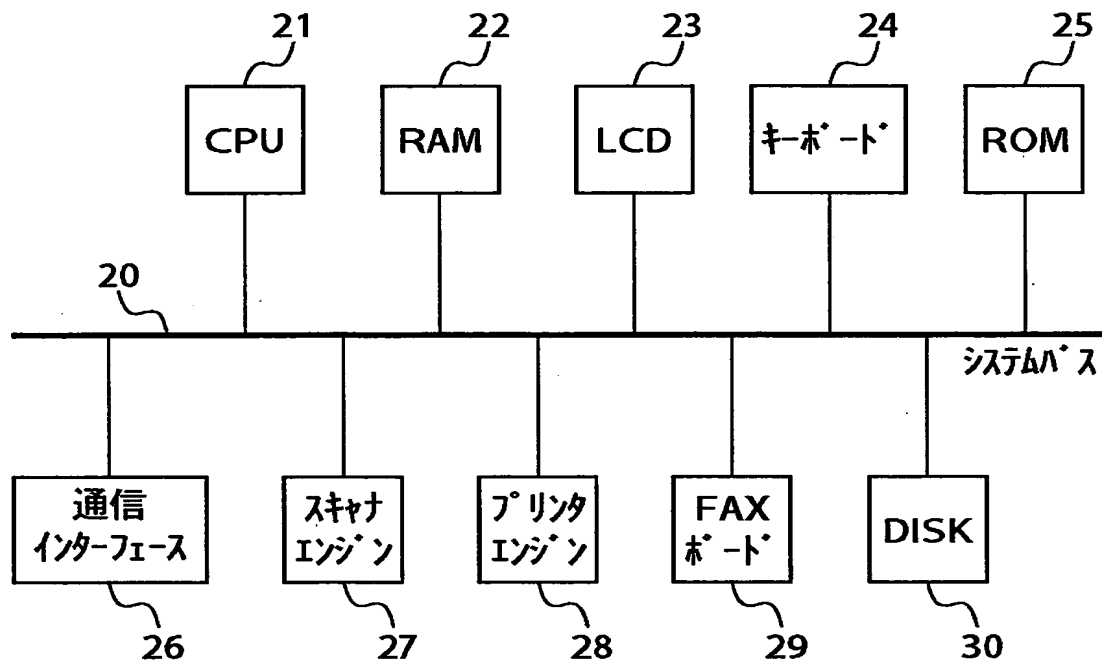 21
22
23
24
25
CPU
RAM
LCD
キーボード
ROM
20
システムバス
通信
インターフェース
スキャナ
エンジン
プリンタ
エンジン
FAX
ボード
DISK
26
27
28
29
30